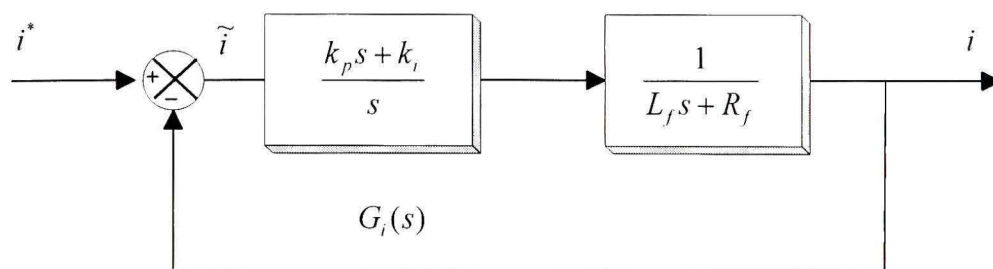 i*
ĩ
k_p s + k_i
s
1
L_f s + R_f
i
+
−
G_i(s)